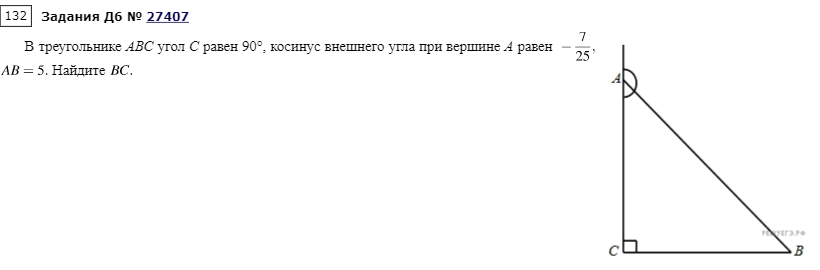 132 Задания Д6 № 27407
В треугольнике ABC угол C равен 90°, косинус внешнего угла при вершине A равен −7/25,
AB = 5. Найдите BC.
A
C
B
РЕШУЕГЭ.РФ